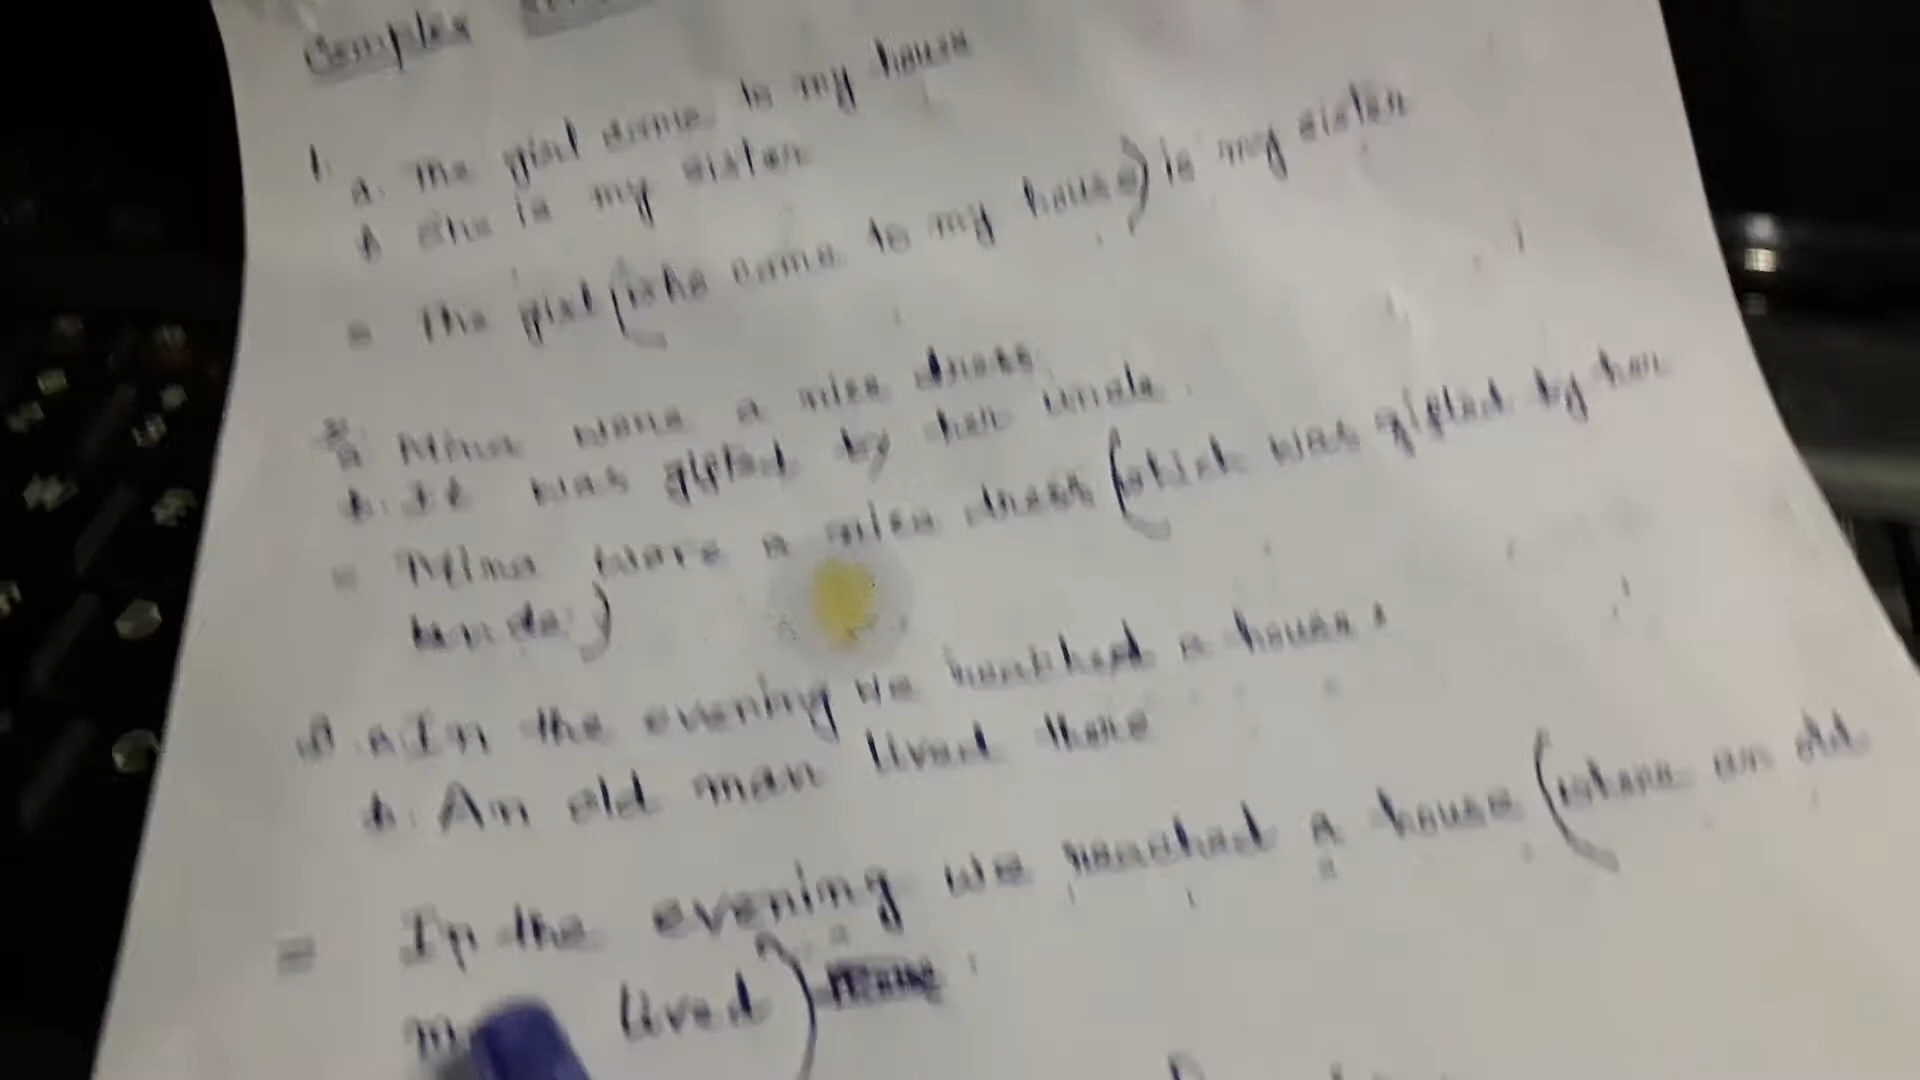 Complex
1.
a. The girl came to my house
b She is my sister
= The girl (who came to my house) is my sister
2.
a Mina wore a nice dress.
b. It was gifted by her uncle.
= Mina wore a nice dress (which was gifted by her
)
a In the evening we reached a house.
b. An old man lived there
= In the evening we reached a house (where an old
lived)